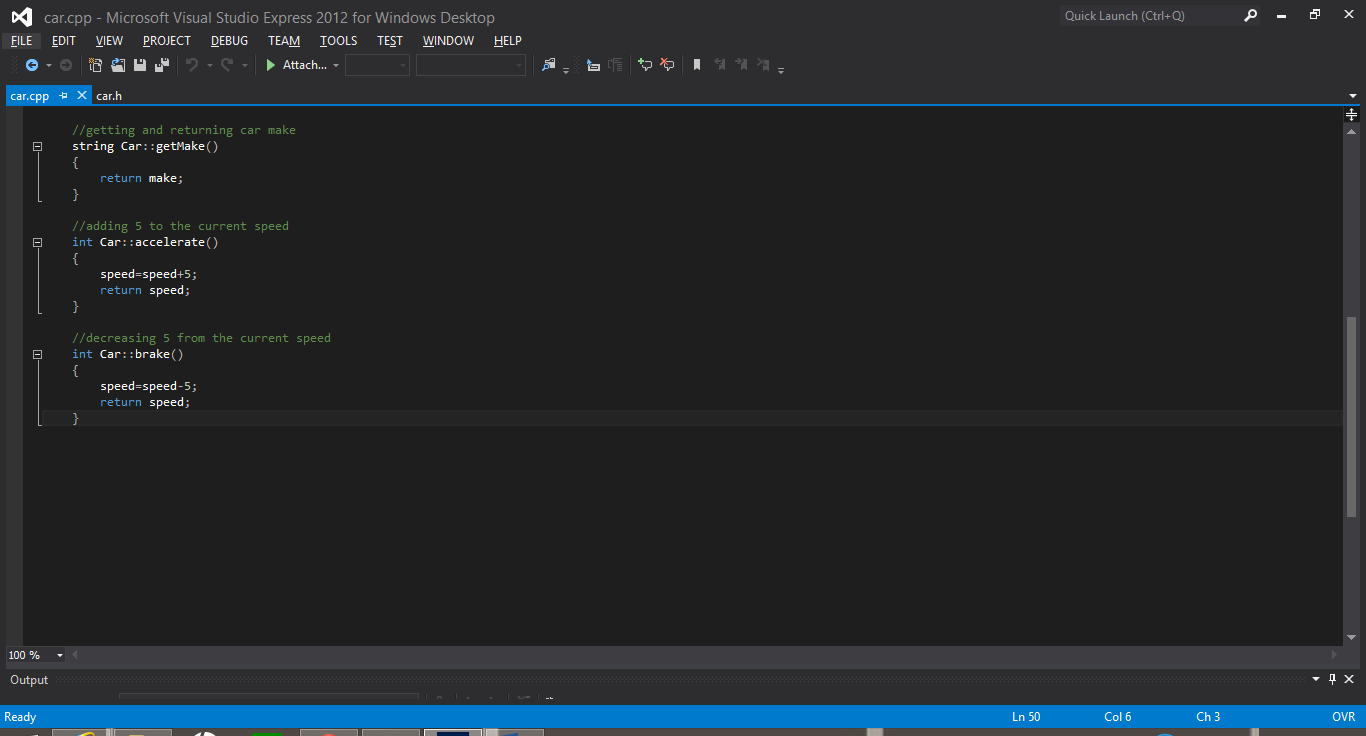 car.cpp - Microsoft Visual Studio Express 2012 for Windows Desktop
Quick Launch (Ctrl+Q)
FILE EDIT VIEW PROJECT DEBUG TEAM TOOLS TEST WINDOW HELP
Attach...
car.cpp car.h
//getting and returning car make
string Car::getMake()
{
return make;
}
//adding 5 to the current speed
int Car::accelerate()
{
speed=speed+5;
return speed;
}
//decreasing 5 from the current speed
int Car::brake()
{
speed=speed-5;
return speed;
}
100 %
Output
Ready Ln 50 Col 6 Ch 3 OVR